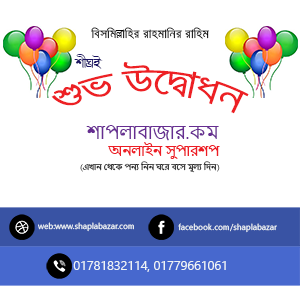 বিসমিল্লাহির রাহমানির রাহিম
শীঘ্রই
শুভ উদ্বোধন
শাপলাবাজার.কম
অনলাইন সুপারশপ
(এখান থেকে পন্য নিন ঘরে বসে মূল্য দিন)
web:www.shaplabazar.com
facebook.com/shaplabazar
01781832114, 01779661061